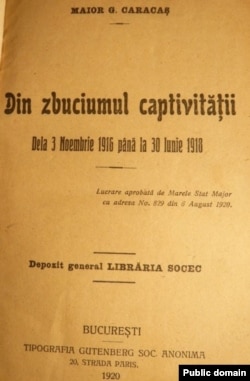 MAIOR G. CARACAȘ
Din zbuciumul captivității
Dela 3 Noembrie 1916 până la 30 Iunie 1918
Lucrare aprobată de Marele Stat Major
cu adresa No. 829 din 6 August 1920.
Depozit general LIBRĂRIA SOCEC
BUCUREȘTI
TIPOGRAFIA GUTENBERG SOC. ANONIMA
20, STRADA PARIS.
1920
Public domain